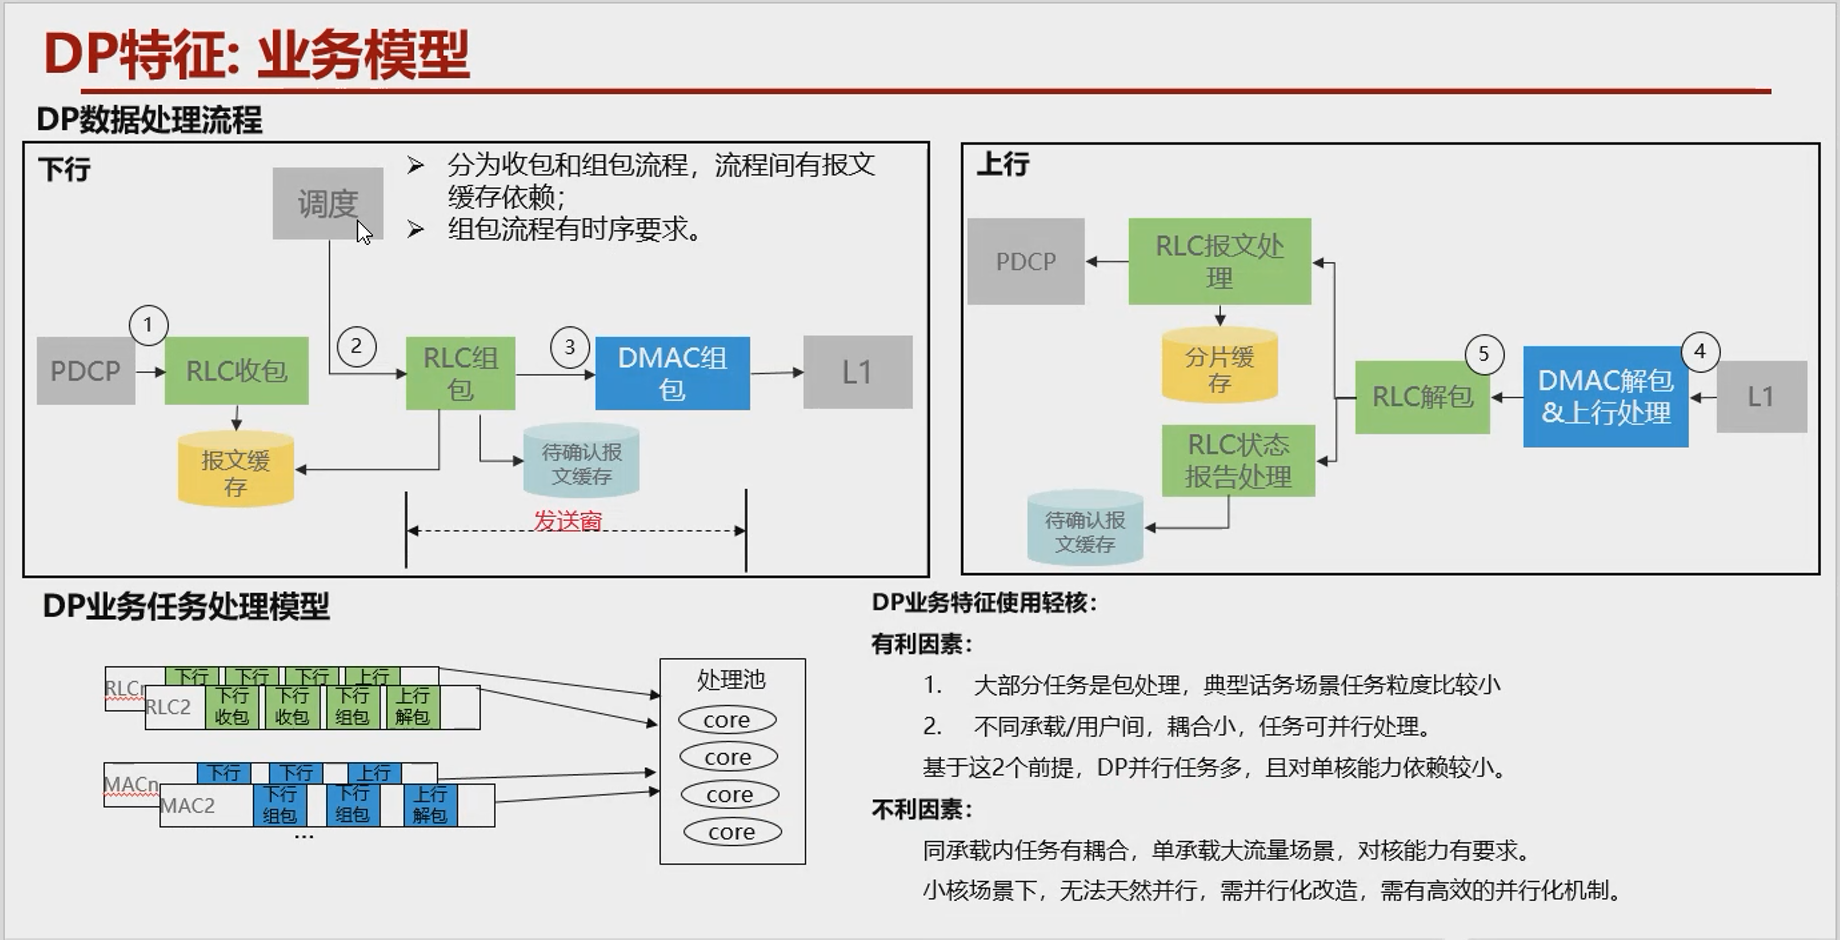 DP特征: 业务模型
DP数据处理流程
下行
调度
➢ 分为收包和组包流程，流程间有报文
缓存依赖；
➢ 组包流程有时序要求。
1
2
3
PDCP
RLC收包
RLC组
包
DMAC组
包
L1
报文缓
存
待确认报
文缓存
发送窗
上行
PDCP
RLC报文处
理
分片缓
存
5
4
RLC解包
DMAC解包
&上行处理
L1
RLC状态
报告处理
待确认报
文缓存
DP业务任务处理模型
RLCn
下行
下行
下行
上行
RLC2
下行
收包
下行
收包
下行
组包
上行
解包
MACn
下行
下行
上行
MAC2
下行
组包
下行
组包
上行
解包
...
处理池
core
core
core
core
DP业务特征使用轻核：
有利因素：
1. 大部分任务是包处理，典型话务场景任务粒度比较小
2. 不同承载/用户间，耦合小，任务可并行处理。
基于这2个前提，DP并行任务多，且对单核能力依赖较小。
不利因素：
同承载内任务有耦合，单承载大流量场景，对核能力有要求。
小核场景下，无法天然并行，需并行化改造，需有高效的并行化机制。